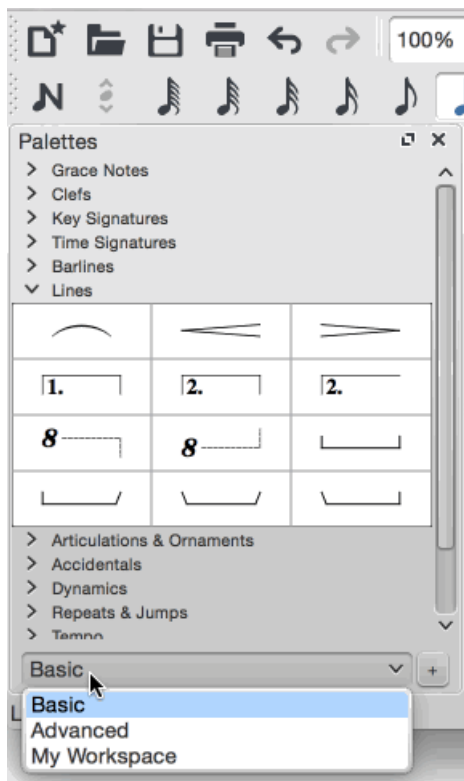 100%
Palettes
Grace Notes
Clefs
Key Signatures
Time Signatures
Barlines
Lines
1. 2. 2.
8 8
Articulations & Ornaments
Accidentals
Dynamics
Repeats & Jumps
Tempo
Basic +
L
Basic
Advanced
My Workspace